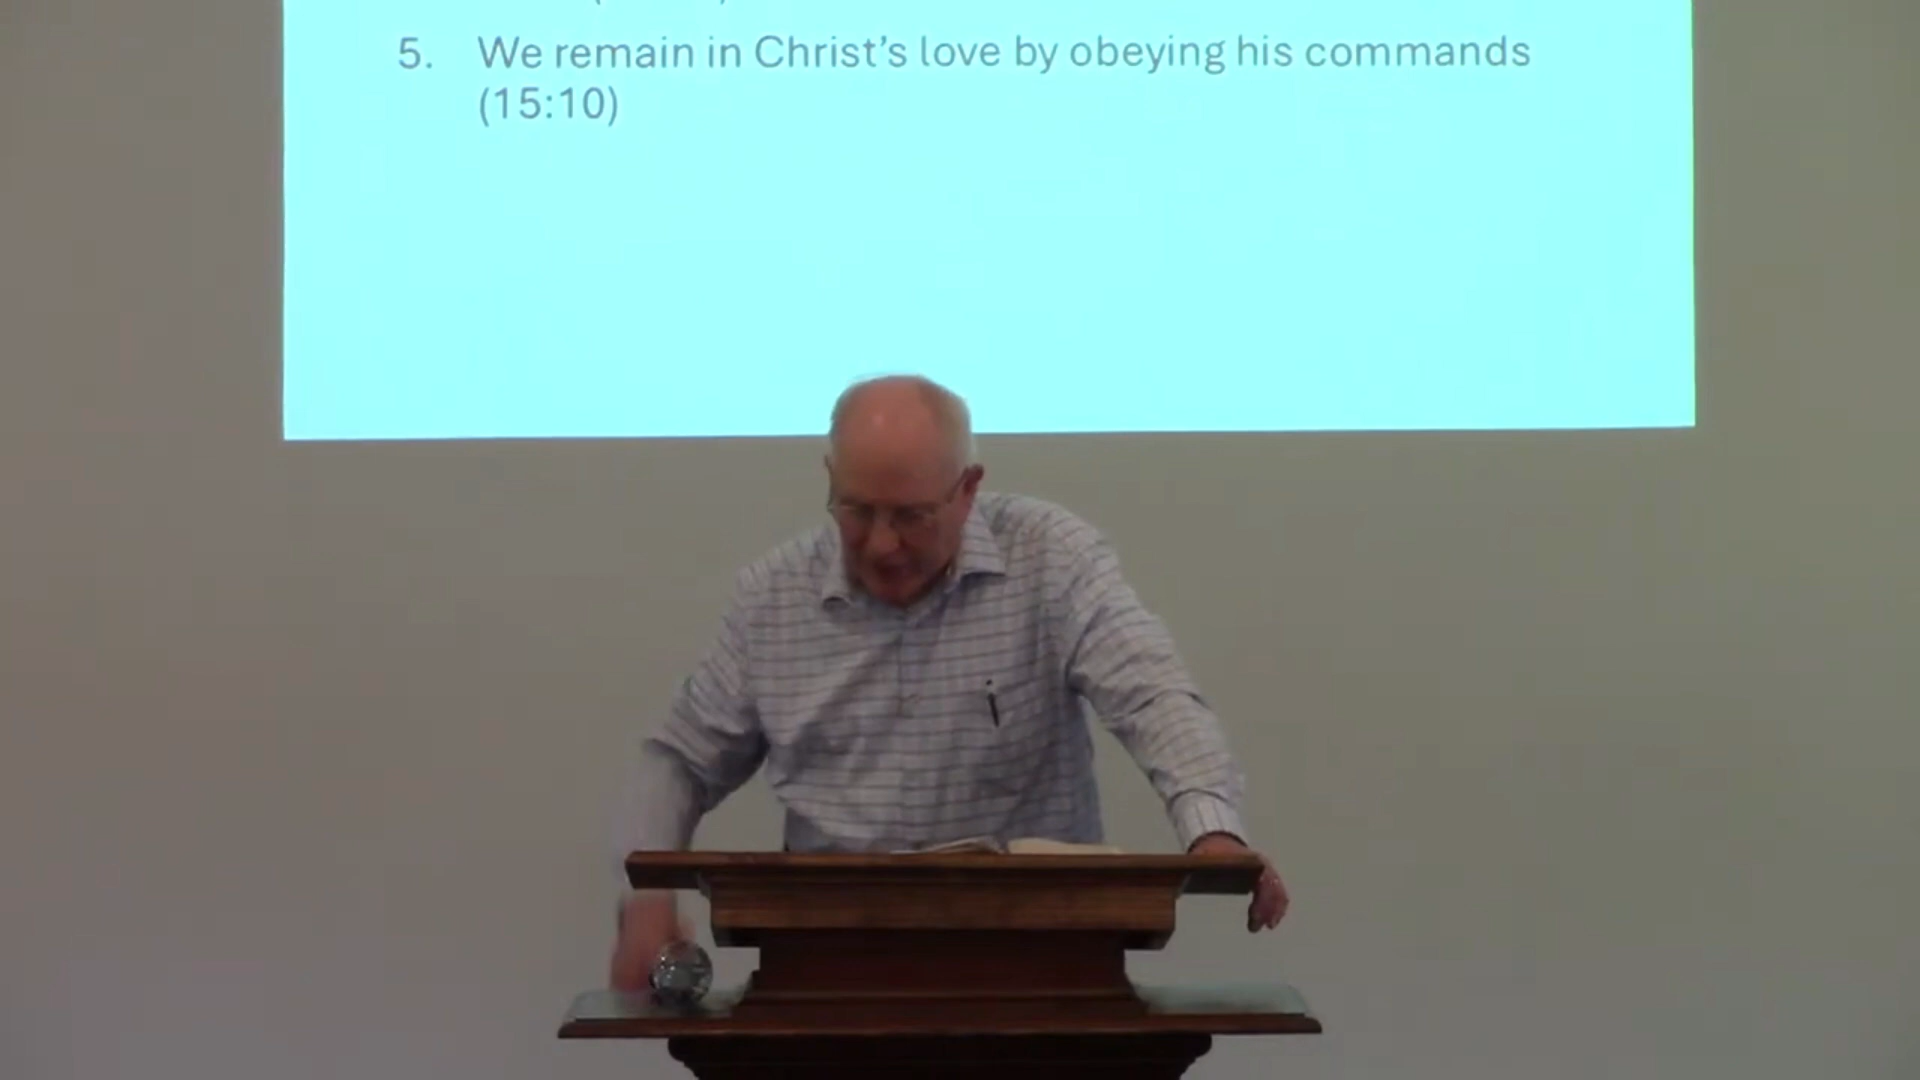 5. We remain in Christ’s love by obeying his commands
(15:10)